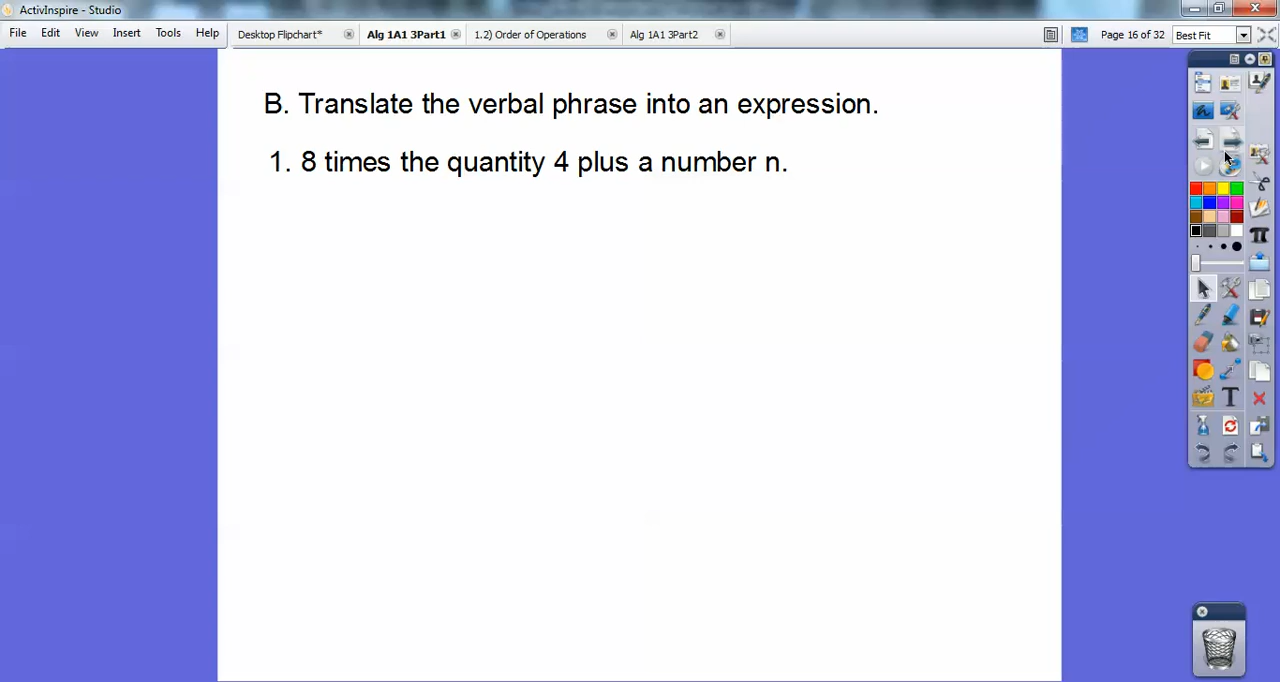 ActivInspire - Studio
File Edit View Insert Tools Help Desktop Flipchart* Alg 1A1 3Part1 1.2) Order of Operations Alg 1A1 3Part2 Page 16 of 32 Best Fit
B. Translate the verbal phrase into an expression.
1. 8 times the quantity 4 plus a number n.